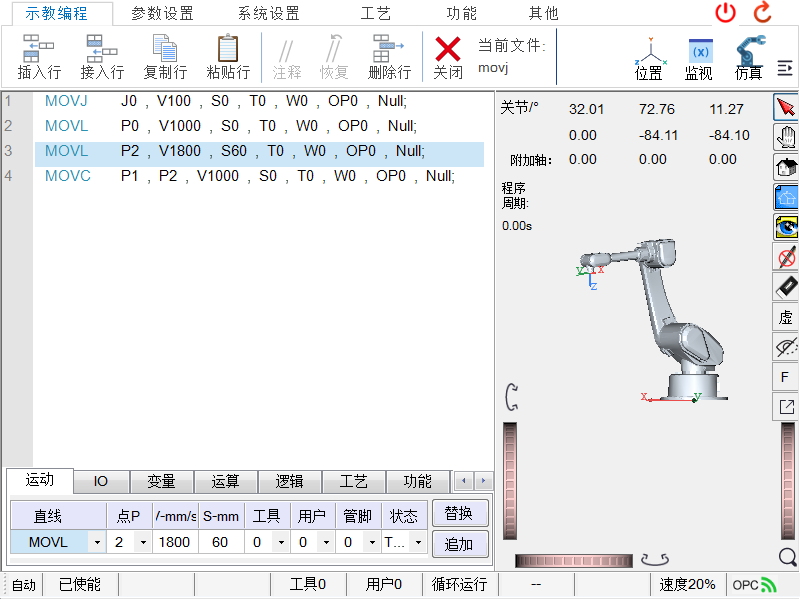 示教编程 参数设置 系统设置 工艺 功能 其他
插入行 接入行 复制行 粘贴行 注释 恢复 删除行 关闭 当前文件: movj 位置 监视 仿真
1 MOVJ J0 , V100 , S0 , T0 , W0 , OP0 , Null;
2 MOVL P0 , V1000 , S0 , T0 , W0 , OP0 , Null;
3 MOVL P2 , V1800 , S60 , T0 , W0 , OP0 , Null;
4 MOVC P1 , P2 , V1000 , S0 , T0 , W0 , OP0 , Null;
关节/° 32.01 72.76 11.27
0.00 -84.11 -84.10
附加轴: 0.00 0.00 0.00
程序
周期:
0.00s
y x
z
x y
(x)
虚
F
运动 IO 变量 运算 逻辑 工艺 功能
直线 点P /-mm/s S-mm 工具 用户 管脚 状态 替换
MOVL 2 1800 60 0 0 0 T... 追加
自动 已使能 工具0 用户0 循环运行 -- 速度20% OPC